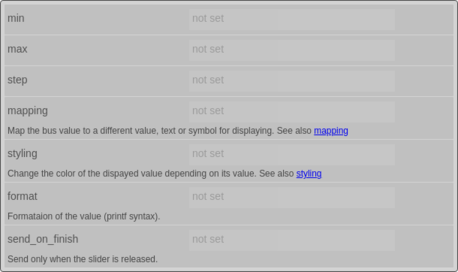 min not set
max not set
step not set
mapping not set
Map the bus value to a different value, text or symbol for displaying. See also mapping
styling not set
Change the color of the dispayed value depending on its value. See also styling
format not set
Formataion of the value (printf syntax).
send_on_finish not set
Send only when the slider is released.